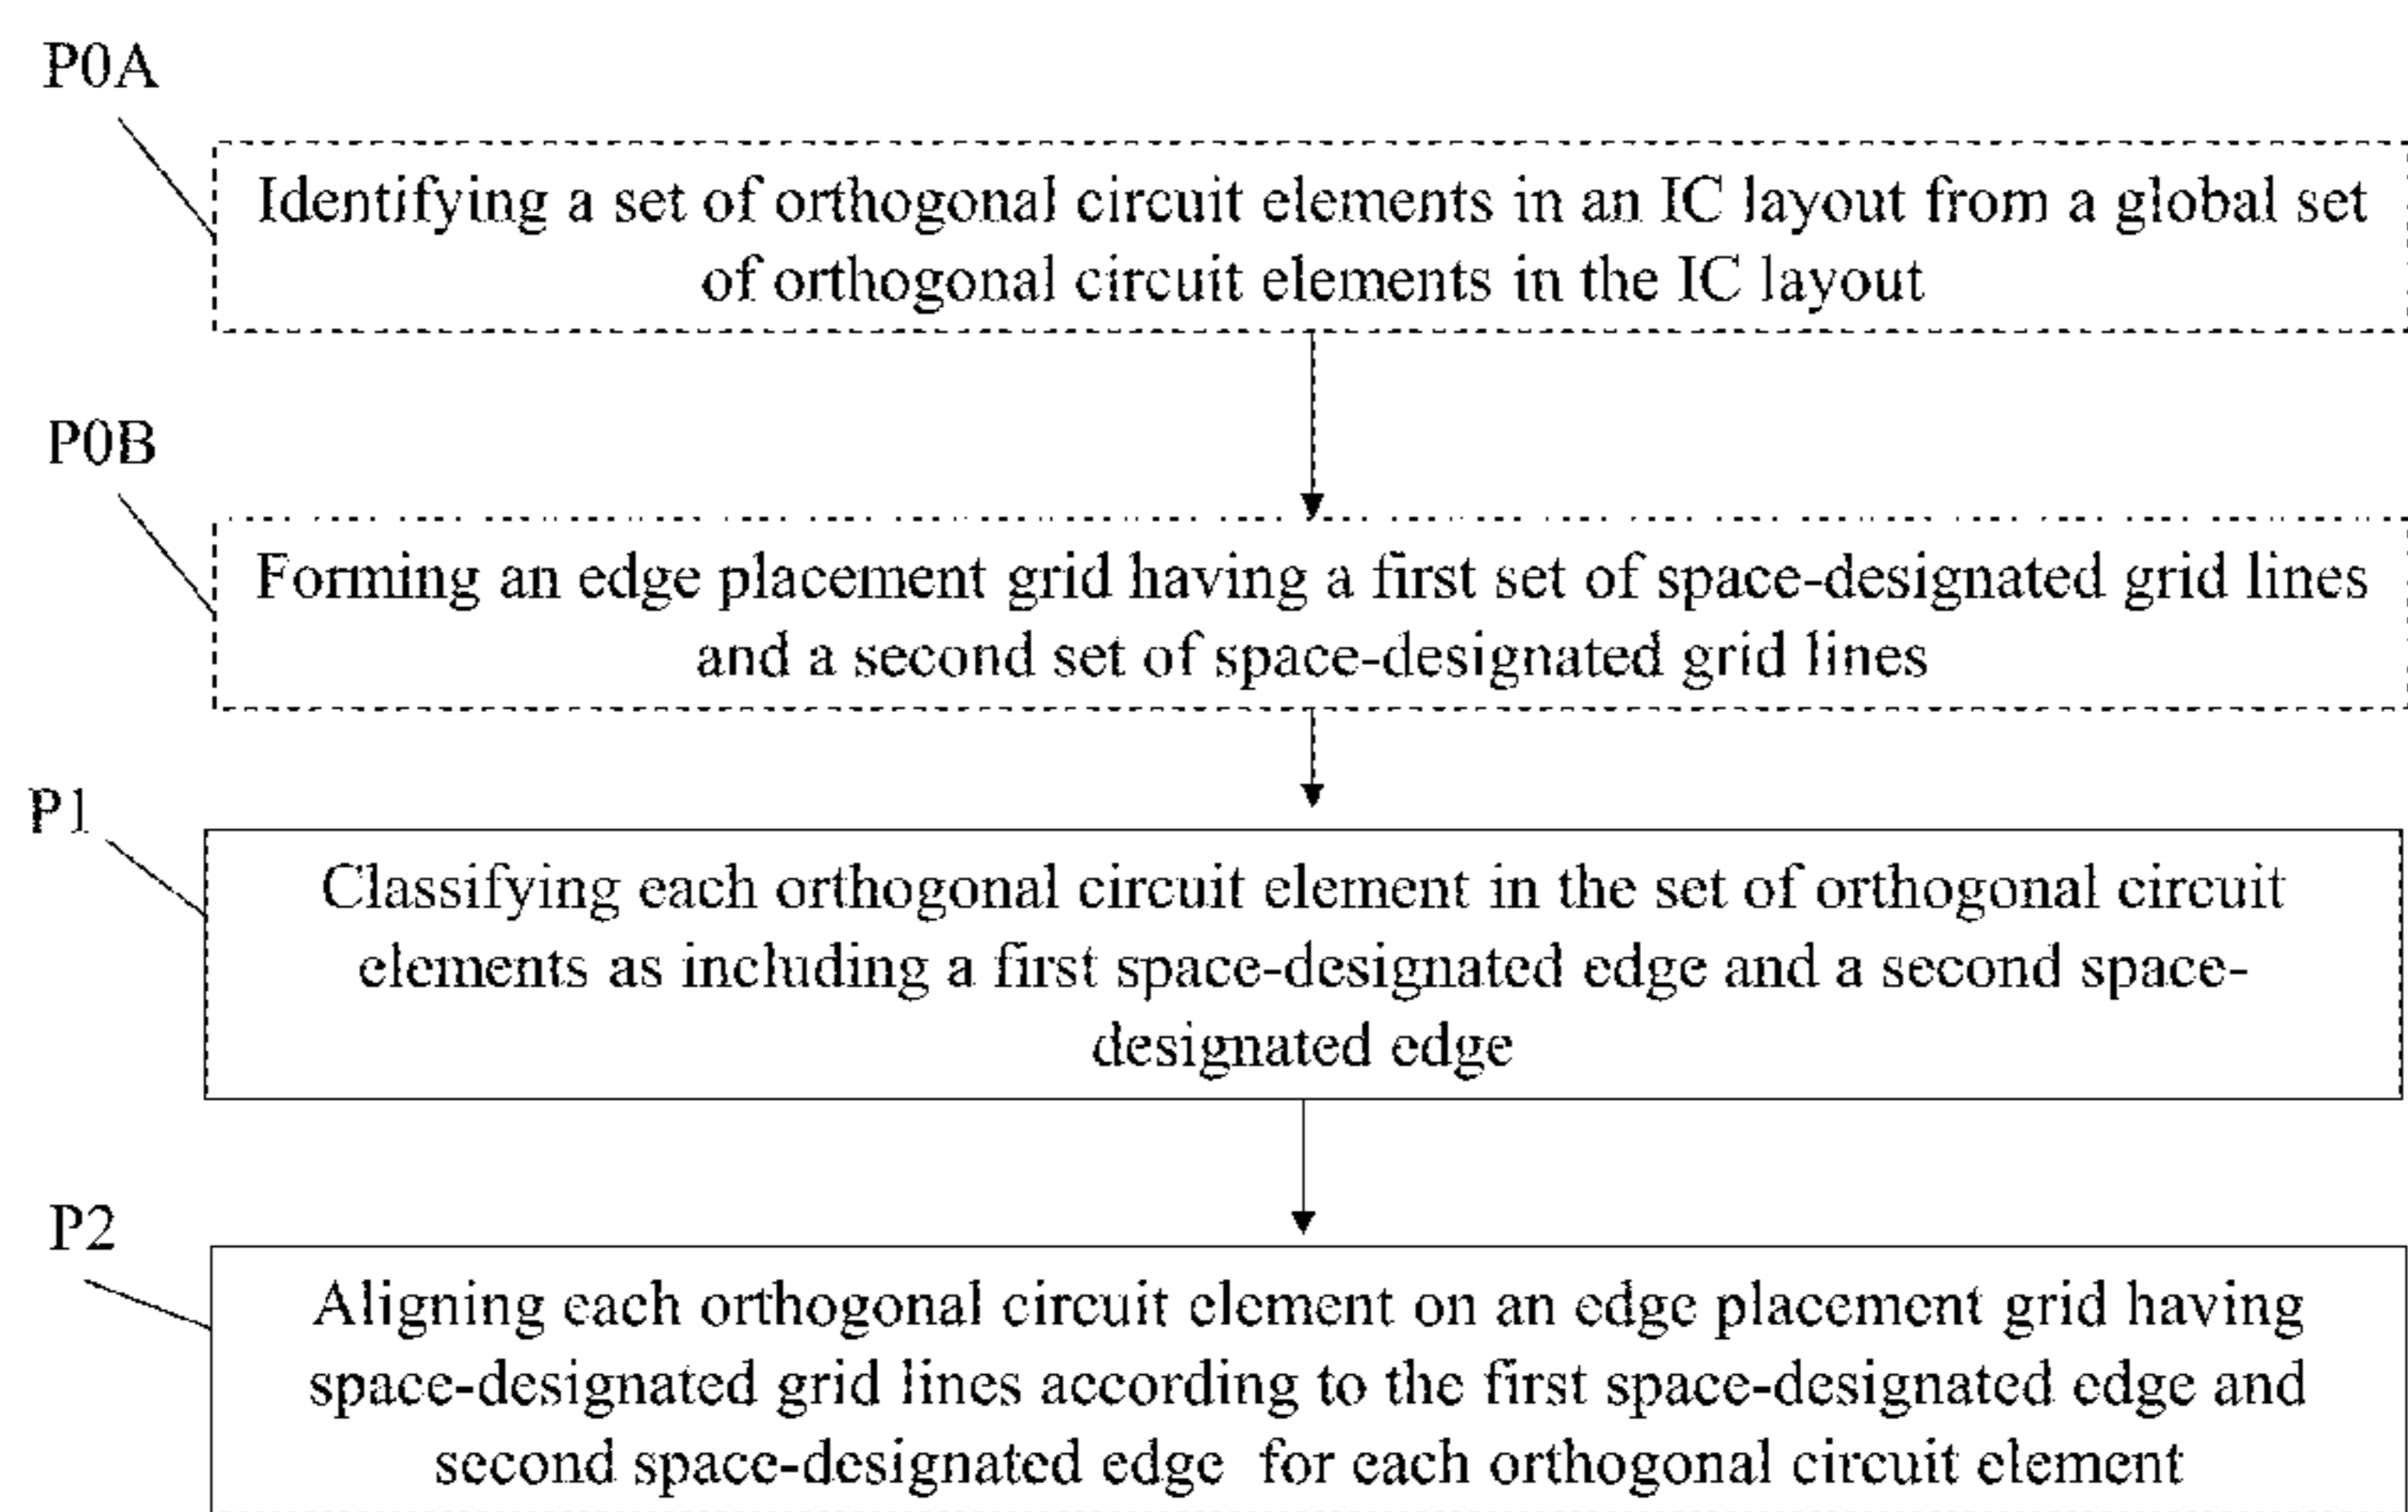 P0A
Identifying a set of orthogonal circuit elements in an IC layout from a global set
of orthogonal circuit elements in the IC layout
P0B
Forming an edge placement grid having a first set of space-designated grid lines
and a second set of space-designated grid lines
P1
Classifying each orthogonal circuit element in the set of orthogonal circuit
elements as including a first space-designated edge and a second space-
designated edge
P2
Aligning each orthogonal circuit element on an edge placement grid having
space-designated grid lines according to the first space-designated edge and
second space-designated edge for each orthogonal circuit element